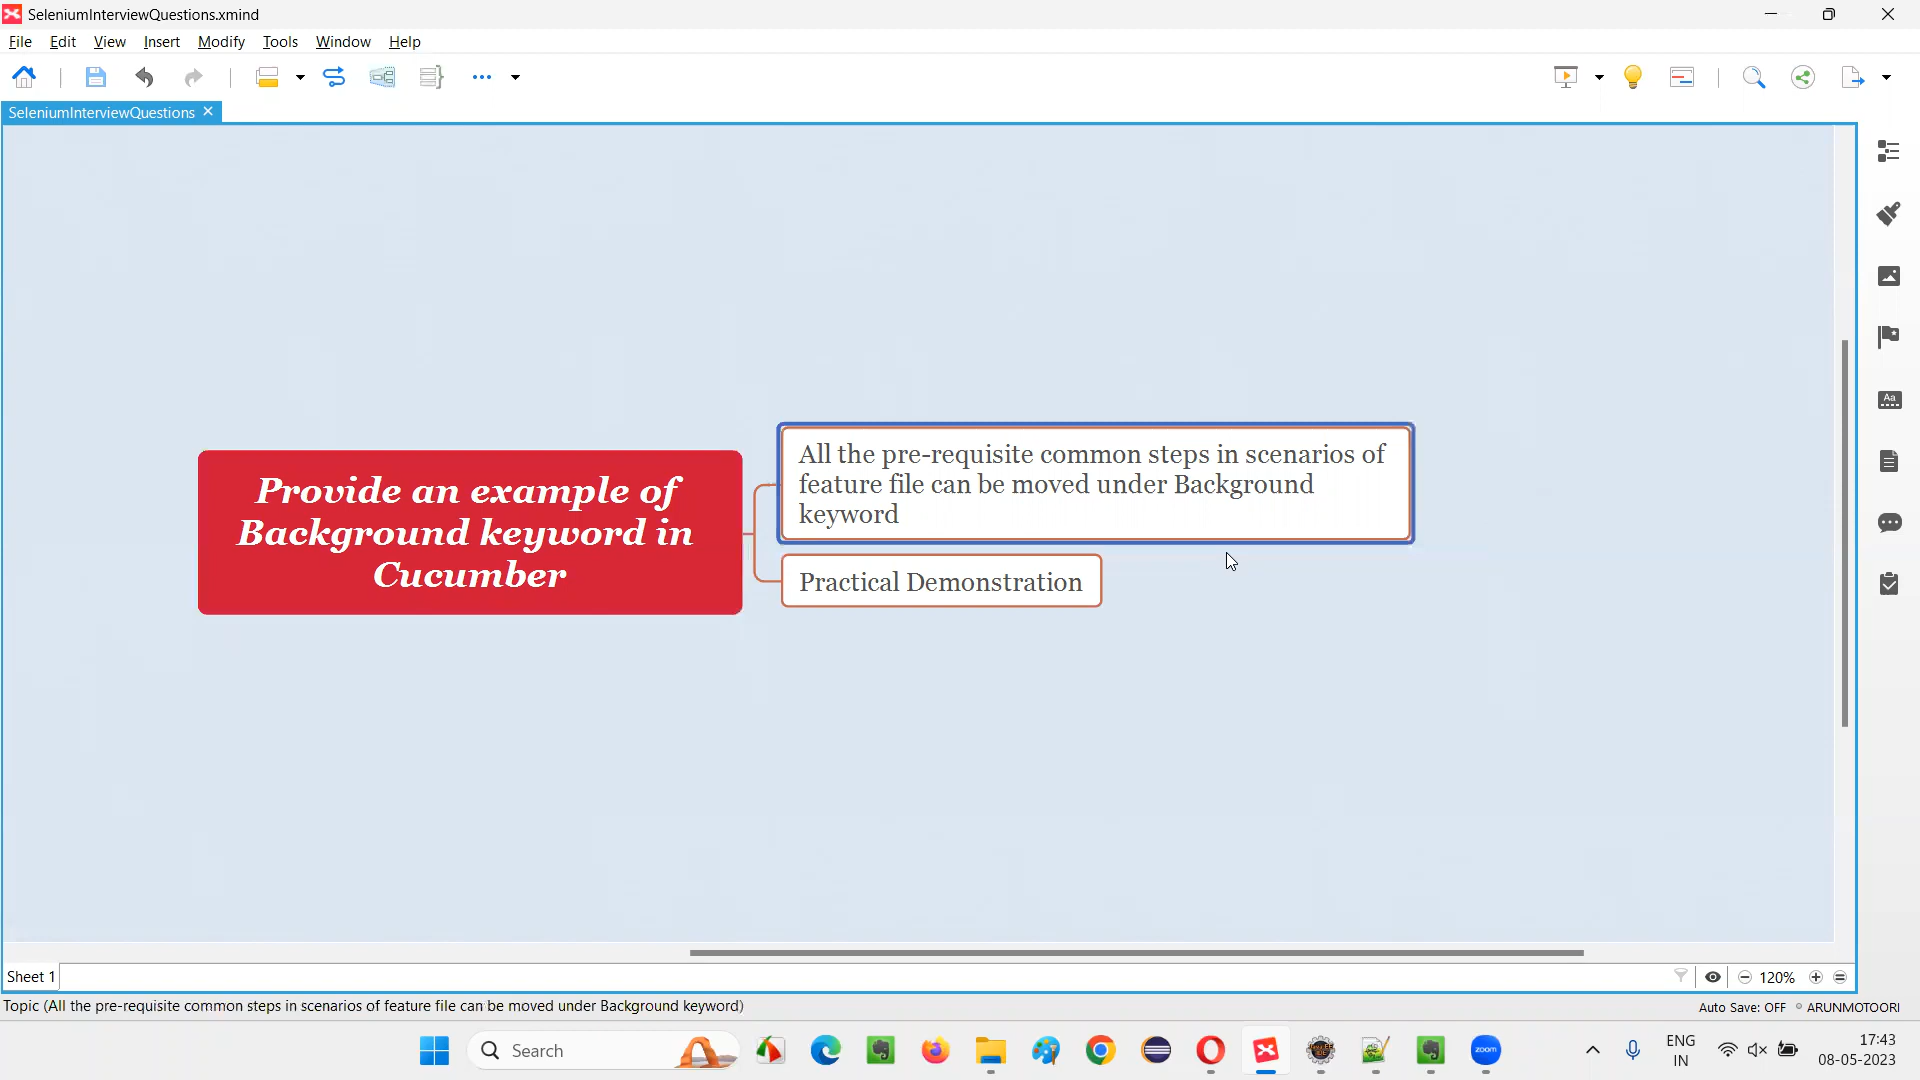 SeleniumInterviewQuestions.xmind
File Edit View Insert Modify Tools Window Help
SeleniumInterviewQuestions
Provide an example of
Background keyword in
Cucumber
All the pre-requisite common steps in scenarios of
feature file can be moved under Background
keyword
Practical Demonstration
Sheet 1
120%
Topic (All the pre-requisite common steps in scenarios of feature file can be moved under Background keyword)
Auto Save: OFF ARUNMOTOORI
Search
zoom
ENG
IN
17:43
08-05-2023